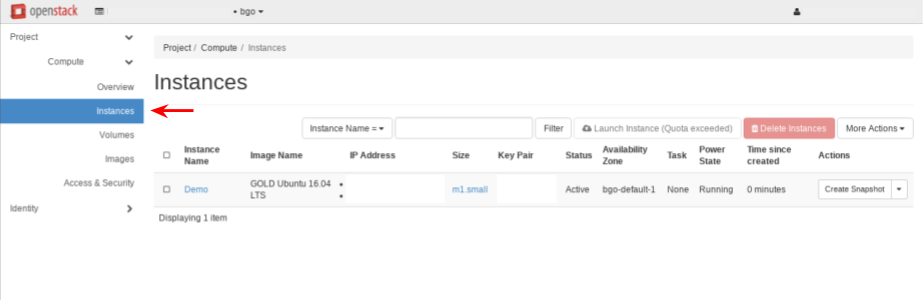 openstack
• bgo
Project
Compute
Overview
Instances
Volumes
Images
Access & Security
Identity
Project / Compute / Instances
Instances
Instance Name =
Filter
Launch Instance (Quota exceeded)
Delete Instances
More Actions
Instance Name Image Name IP Address Size Key Pair Status Availability Zone Task Power State Time since created Actions
Demo GOLD Ubuntu 16.04 LTS • • m1.small Active bgo-default-1 None Running 0 minutes Create Snapshot
Displaying 1 item